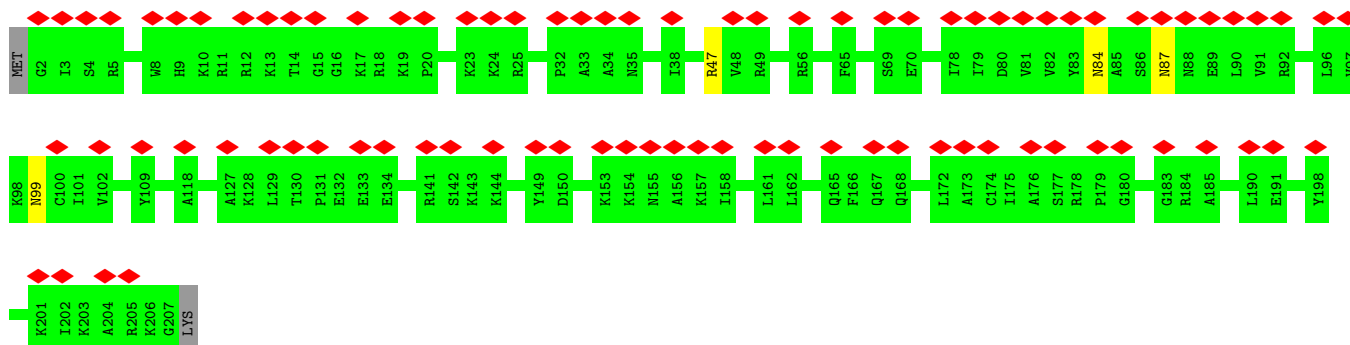 MET G2 I3 S4 R5 W8 H9 K10 R11 R12 K13 T14 G15 G16 K17 R18 K19 P20 K23 K24 R25 P32 A33 A34 N35 I38 R47 V48 R49 R56 F65 S69 E70 I78 I79 D80 V81 V82 Y83 N84 A85 S86 N87 N88 E89 L90 V91 R92 L96
K98 N99 C100 I101 V102 Y109 A118 A127 K128 L129 T130 P131 E132 E133 E134 R141 S142 K143 K144 Y149 D150 K153 K154 N155 A156 K157 I158 L161 L162 Q165 F166 Q167 Q168 L172 A173 C174 I175 A176 S177 R178 P179 G180 G183 R184 A185 L190 E191 Y198
K201 I202 K203 A204 R205 K206 G207 LYS